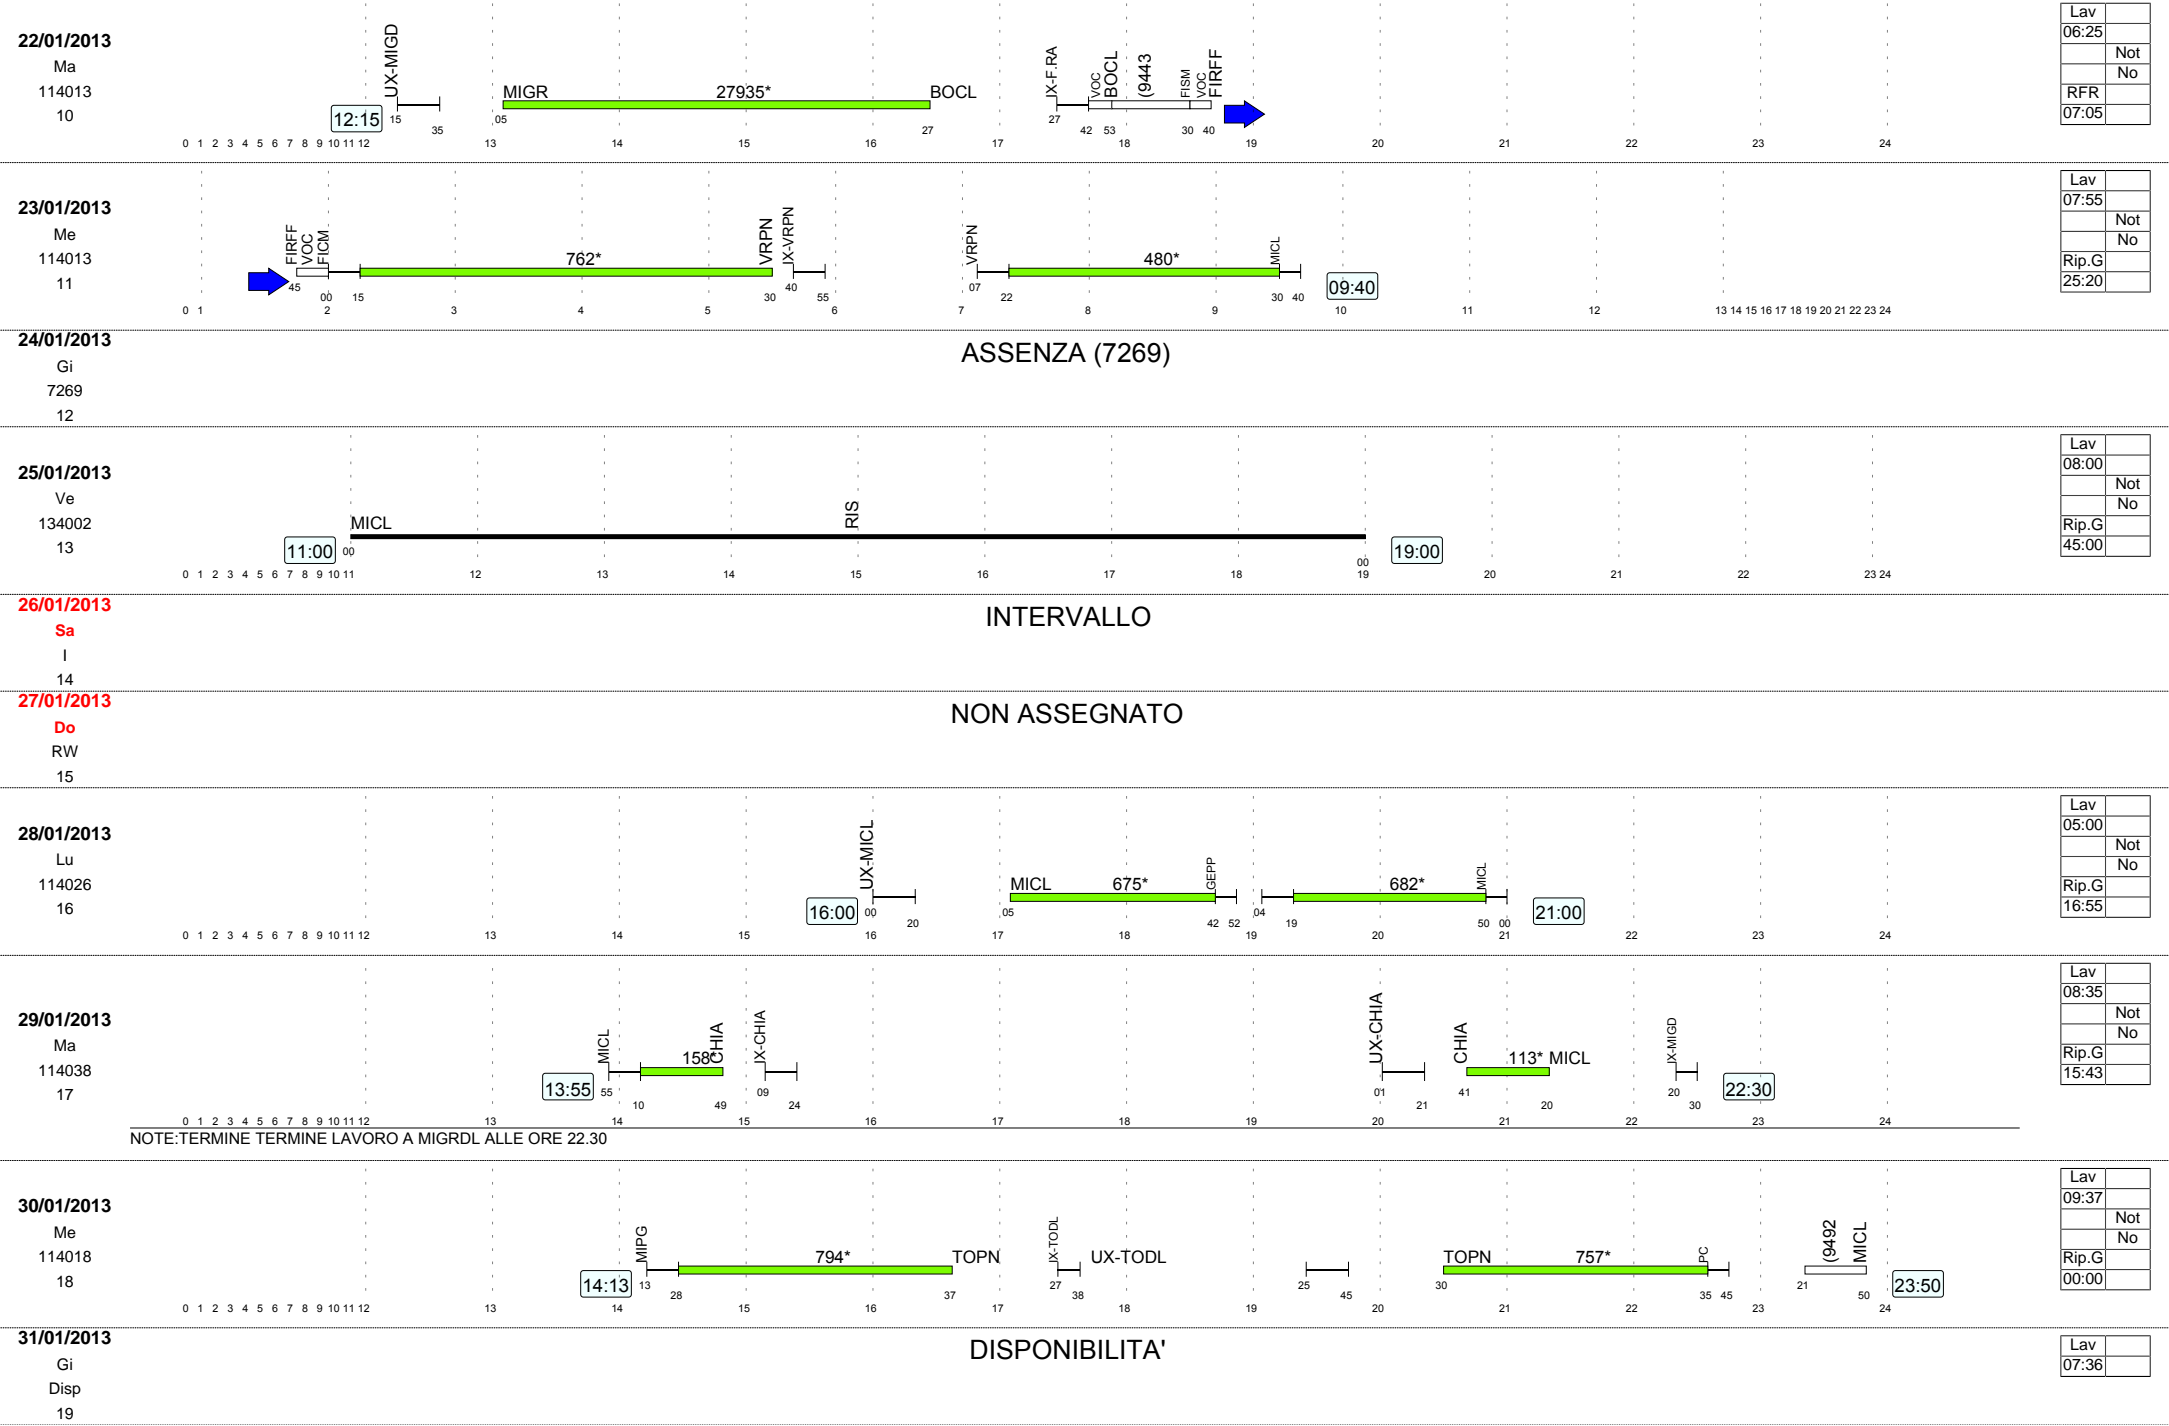 22/01/2013
Ma
114013
10
12:15
UX-MIGD
15 35
MIGR 27935* BOCL
05 27
IX-F.RA VOC BOCL (9443 FISM VOC FIRFF
27 42 53 30 40
0 1 2 3 4 5 6 7 8 9 10 11 12 13 14 15 16 17 18 19 20 21 22 23 24
Lav
06:25
Not
No
RFR
07:05
23/01/2013
Me
114013
11
FIRFF VOC FICM 762* VRPN IX-VRPN
45 00 15 30 40 55
VRPN 480* MICL
07 22 30 40
09:40
0 1 2 3 4 5 6 7 8 9 10 11 12 13 14 15 16 17 18 19 20 21 22 23 24
Lav
07:55
Not
No
Rip.G
25:20
24/01/2013
Gi
7269
12
ASSENZA (7269)
25/01/2013
Ve
134002
13
11:00
MICL RIS
00 00
19:00
0 1 2 3 4 5 6 7 8 9 10 11 12 13 14 15 16 17 18 19 20 21 22 23 24
Lav
08:00
Not
No
Rip.G
45:00
26/01/2013
Sa
I
14
INTERVALLO
27/01/2013
Do
RW
15
NON ASSEGNATO
28/01/2013
Lu
114026
16
16:00
UX-MICL
00 20
MICL 675* GEPP
05 42 52
682* MICL
04 19 50 00
21:00
0 1 2 3 4 5 6 7 8 9 10 11 12 13 14 15 16 17 18 19 20 21 22 23 24
Lav
05:00
Not
No
Rip.G
16:55
29/01/2013
Ma
114038
17
13:55
MICL 158* CHIA IX-CHIA
55 10 49 09 24
UX-CHIA CHIA 113* MICL IX-MIGD
01 21 41 20 20 30
22:30
0 1 2 3 4 5 6 7 8 9 10 11 12 13 14 15 16 17 18 19 20 21 22 23 24
NOTE:TERMINE TERMINE LAVORO A MIGRDL ALLE ORE 22.30
Lav
08:35
Not
No
Rip.G
15:43
30/01/2013
Me
114018
18
14:13
MIPG 794* TOPN IX-TODL UX-TODL
13 28 37 27 38
TOPN 757* PC (9492 MICL
25 45 30 35 45 21 50
23:50
0 1 2 3 4 5 6 7 8 9 10 11 12 13 14 15 16 17 18 19 20 21 22 23 24
Lav
09:37
Not
No
Rip.G
00:00
31/01/2013
Gi
Disp
19
DISPONIBILITA'
Lav
07:36